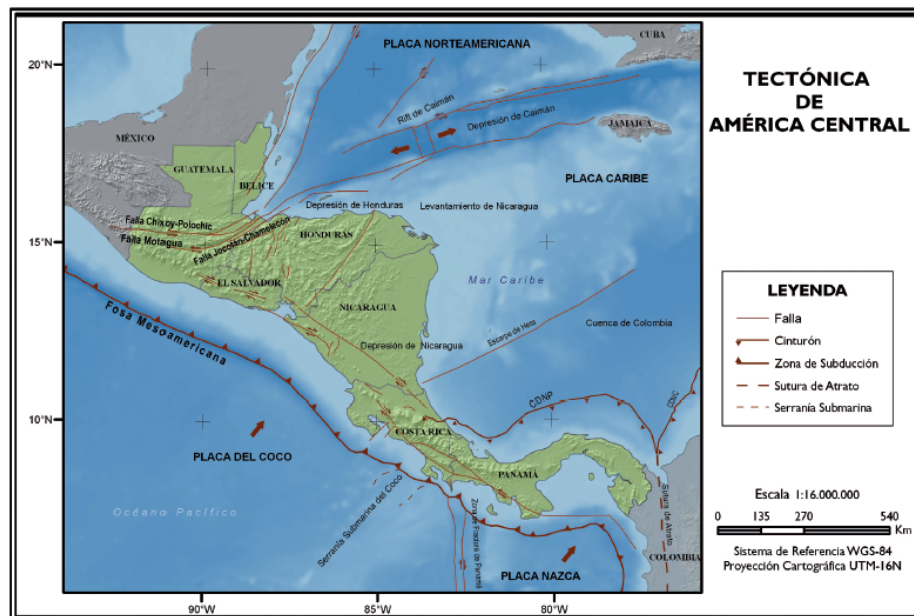 TECTÓNICA
DE
AMÉRICA CENTRAL
PLACA NORTEAMERICANA
CUBA
20°N
Rift de Caimán
Depresión de Caimán
JAMAICA
MÉXICO
GUATEMALA
BELICE
PLACA CARIBE
Depresión de Honduras
Levantamiento de Nicaragua
Falla Chixoy-Polochic
Falla Motagua
Falla Jocotán-Chamelecón
HONDURAS
15°N
EL SALVADOR
Mar Caribe
NICARAGUA
Fosa Mesoamericana
Depresión de Nicaragua
Escarpe de Hess
Cuenca de Colombia
CDNP
CDSC
10°N
COSTA RICA
PLACA DEL COCO
PANAMÁ
Océano Pacífico
Serranía Submarina del Coco
Zona de Fractura de Panamá
Sutura de Atrato
COLOMBIA
PLACA NAZCA
90°W
85°W
80°W
LEYENDA
Falla
Cinturón
Zona de Subducción
Sutura de Atrato
Serranía Submarina
Escala 1:16.000.000
0 135 270 540
Km
Sistema de Referencia WGS-84
Proyección Cartográfica UTM-16N